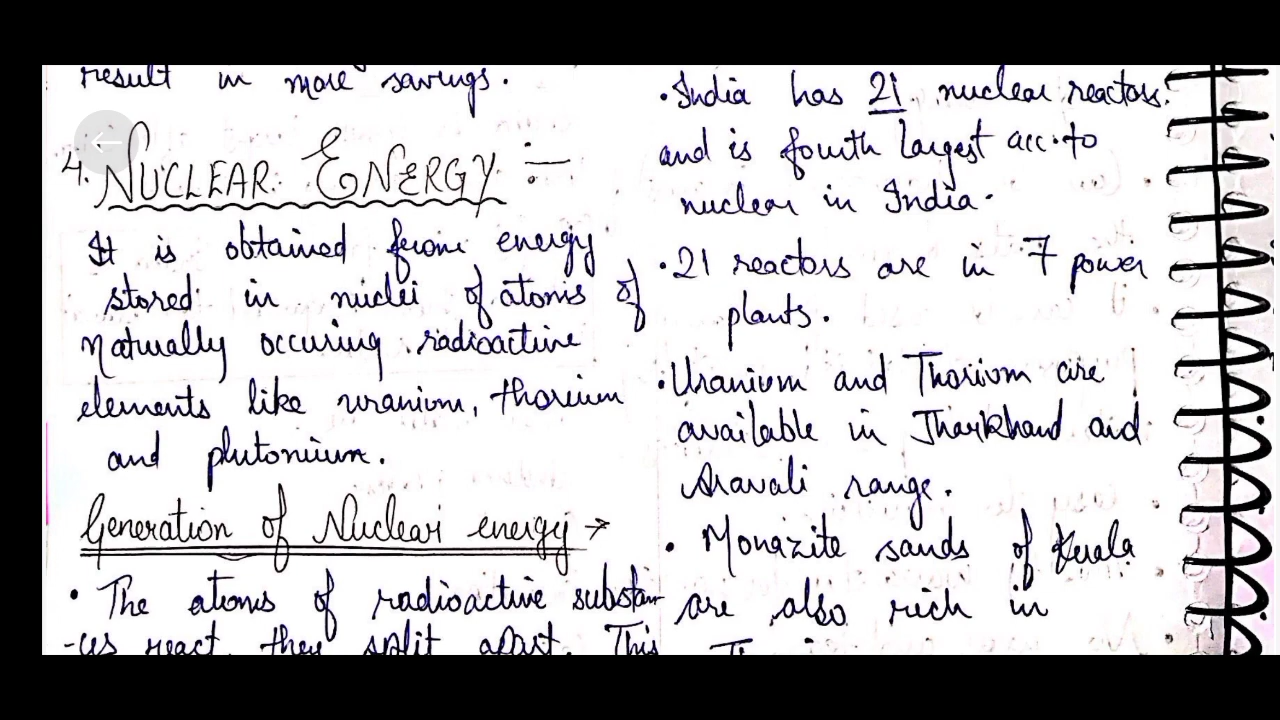 result in more savings.
4. NUCLEAR ENERGY :-
It is obtained from energy
stored in nuclei of atoms of
naturally occuring radioactive
elements like uranium, thorium
and plutonium.
Generation of Nuclear energy →
• The atoms of radioactive substan-
-ces react, they split apart. This
• India has 21 nuclear reactors.
and is fourth largest acc. to
nuclear in India.
• 21 reactors are in 7 power
plants.
• Uranium and Thorium are
available in Jharkhand and
Aravali range.
• Monazite sands of Kerala
are also rich in